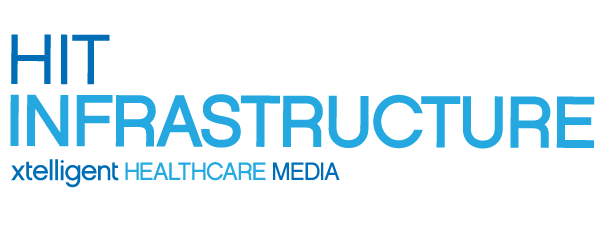 HIT
INFRASTRUCTURE
xtelligent HEALTHCARE MEDIA